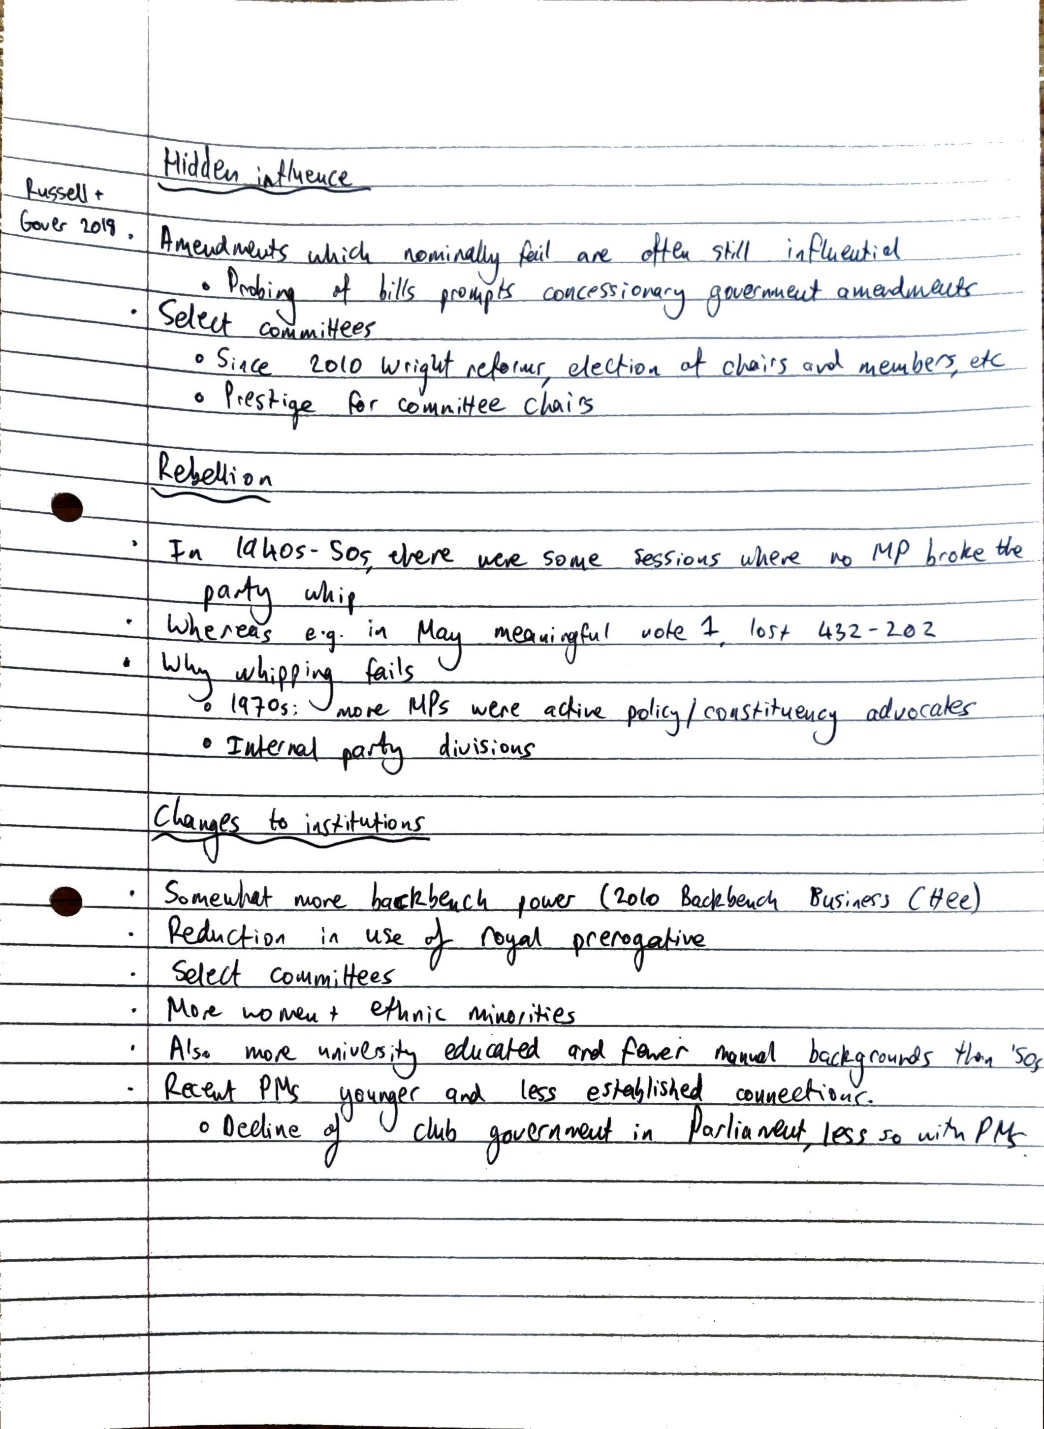 Hidden influence
Russell +
Gover 2018
• Amendments which nominally fail are often still influential
• Probing of bills prompts concessionary government amendments
• Select committees
• Since 2010 Wright reforms, election of chairs and members, etc
• Prestige for committee chairs
Rebellion
• In 1940s-50s, there were some sessions where no MP broke the
party whip
• Whereas e.g. in May meaningful vote 1, lost 432-202
• Why whipping fails
• 1970s: more MPs were active policy/constituency advocates
• Internal party divisions
Changes to institutions
• Somewhat more backbench power (2010 Backbench Business Cttee)
• Reduction in use of royal prerogative
• Select committees
• More women + ethnic minorities
• Also more university educated and fewer manual backgrounds than '50s
• Recent PMs younger and less established connections.
• Decline of club government in Parliament, less so with PMs.